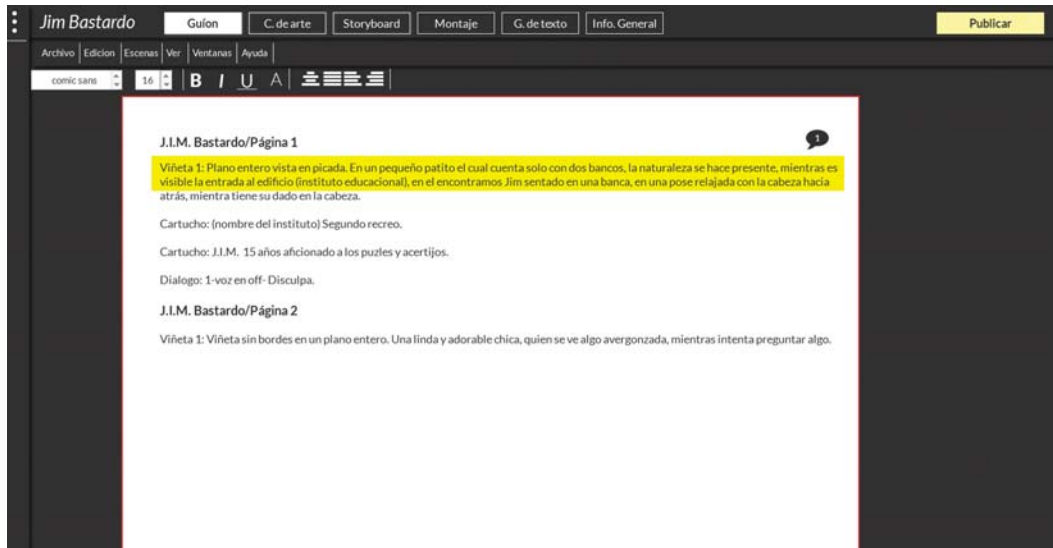 Jim Bastardo Guíon C. de arte Storyboard Montaje G. de texto Info. General Publicar
Archivo Edicion Escenas Ver Ventanas Ayuda
comic sans 16 B I U A
J.I.M. Bastardo/Página 1 1
Viñeta 1: Plano entero vista en picada. En un pequeño patito el cual cuenta solo con dos bancos, la naturaleza se hace presente, mientras es
visible la entrada al edificio (instituto educacional), en el encontramos Jim sentado en una banca, en una pose relajada con la cabeza hacia
atrás, mientra tiene su dado en la cabeza.
Cartucho: (nombre del instituto) Segundo recreo.
Cartucho: J.I.M. 15 años aficionado a los puzles y acertijos.
Dialogo: 1-voz en off- Disculpa.
J.I.M. Bastardo/Página 2
Viñeta 1: Viñeta sin bordes en un plano entero. Una linda y adorable chica, quien se ve algo avergonzada, mientras intenta preguntar algo.